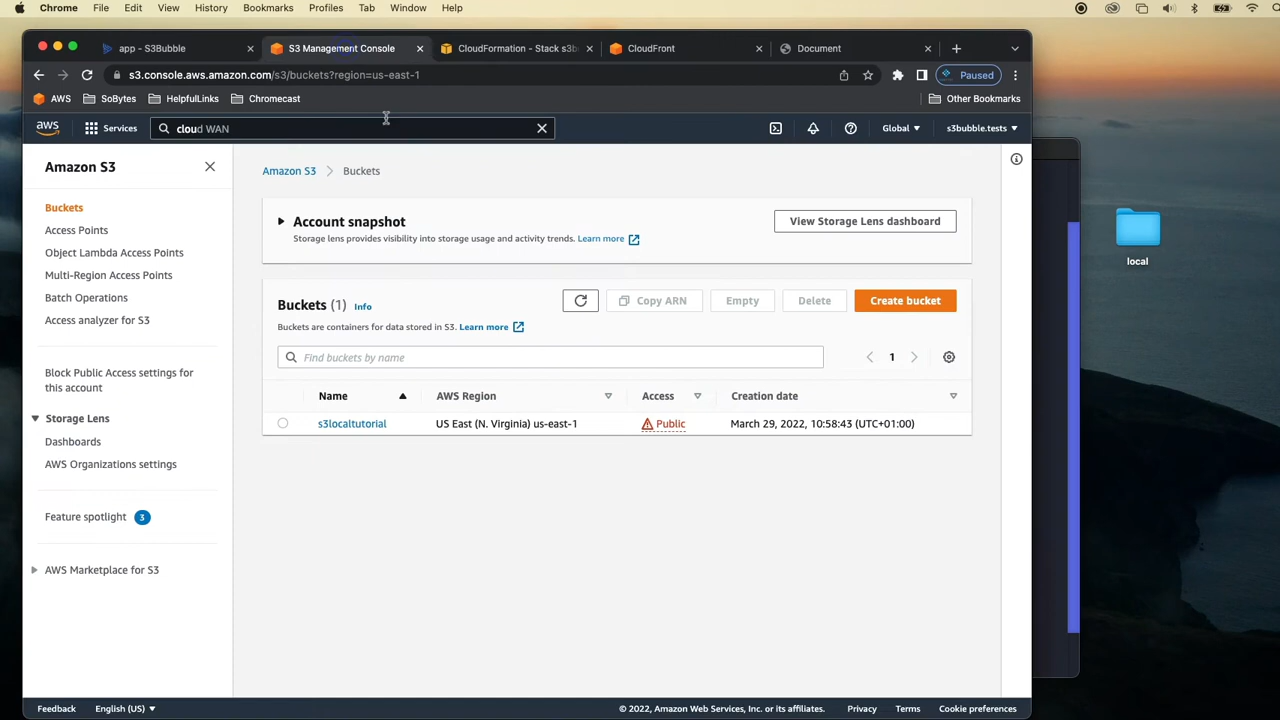 Chrome File Edit View History Bookmarks Profiles Tab Window Help
app - S3Bubble
S3 Management Console
CloudFormation - Stack s3b
CloudFront
Document
s3.console.aws.amazon.com/s3/buckets?region=us-east-1
Paused
AWS SoBytes HelpfulLinks Chromecast Other Bookmarks
aws Services cloud WAN Global s3bubble.tests
Amazon S3
Buckets
Access Points
Object Lambda Access Points
Multi-Region Access Points
Batch Operations
Access analyzer for S3
Block Public Access settings for
this account
Storage Lens
Dashboards
AWS Organizations settings
Feature spotlight 3
AWS Marketplace for S3
Amazon S3 Buckets
Account snapshot
Storage lens provides visibility into storage usage and activity trends. Learn more
View Storage Lens dashboard
Buckets (1) Info
Buckets are containers for data stored in S3. Learn more
Copy ARN Empty Delete Create bucket
Find buckets by name
1
Name AWS Region Access Creation date
s3localtutorial US East (N. Virginia) us-east-1 Public March 29, 2022, 10:58:43 (UTC+01:00)
local
Feedback English (US) © 2022, Amazon Web Services, Inc. or its affiliates. Privacy Terms Cookie preferences